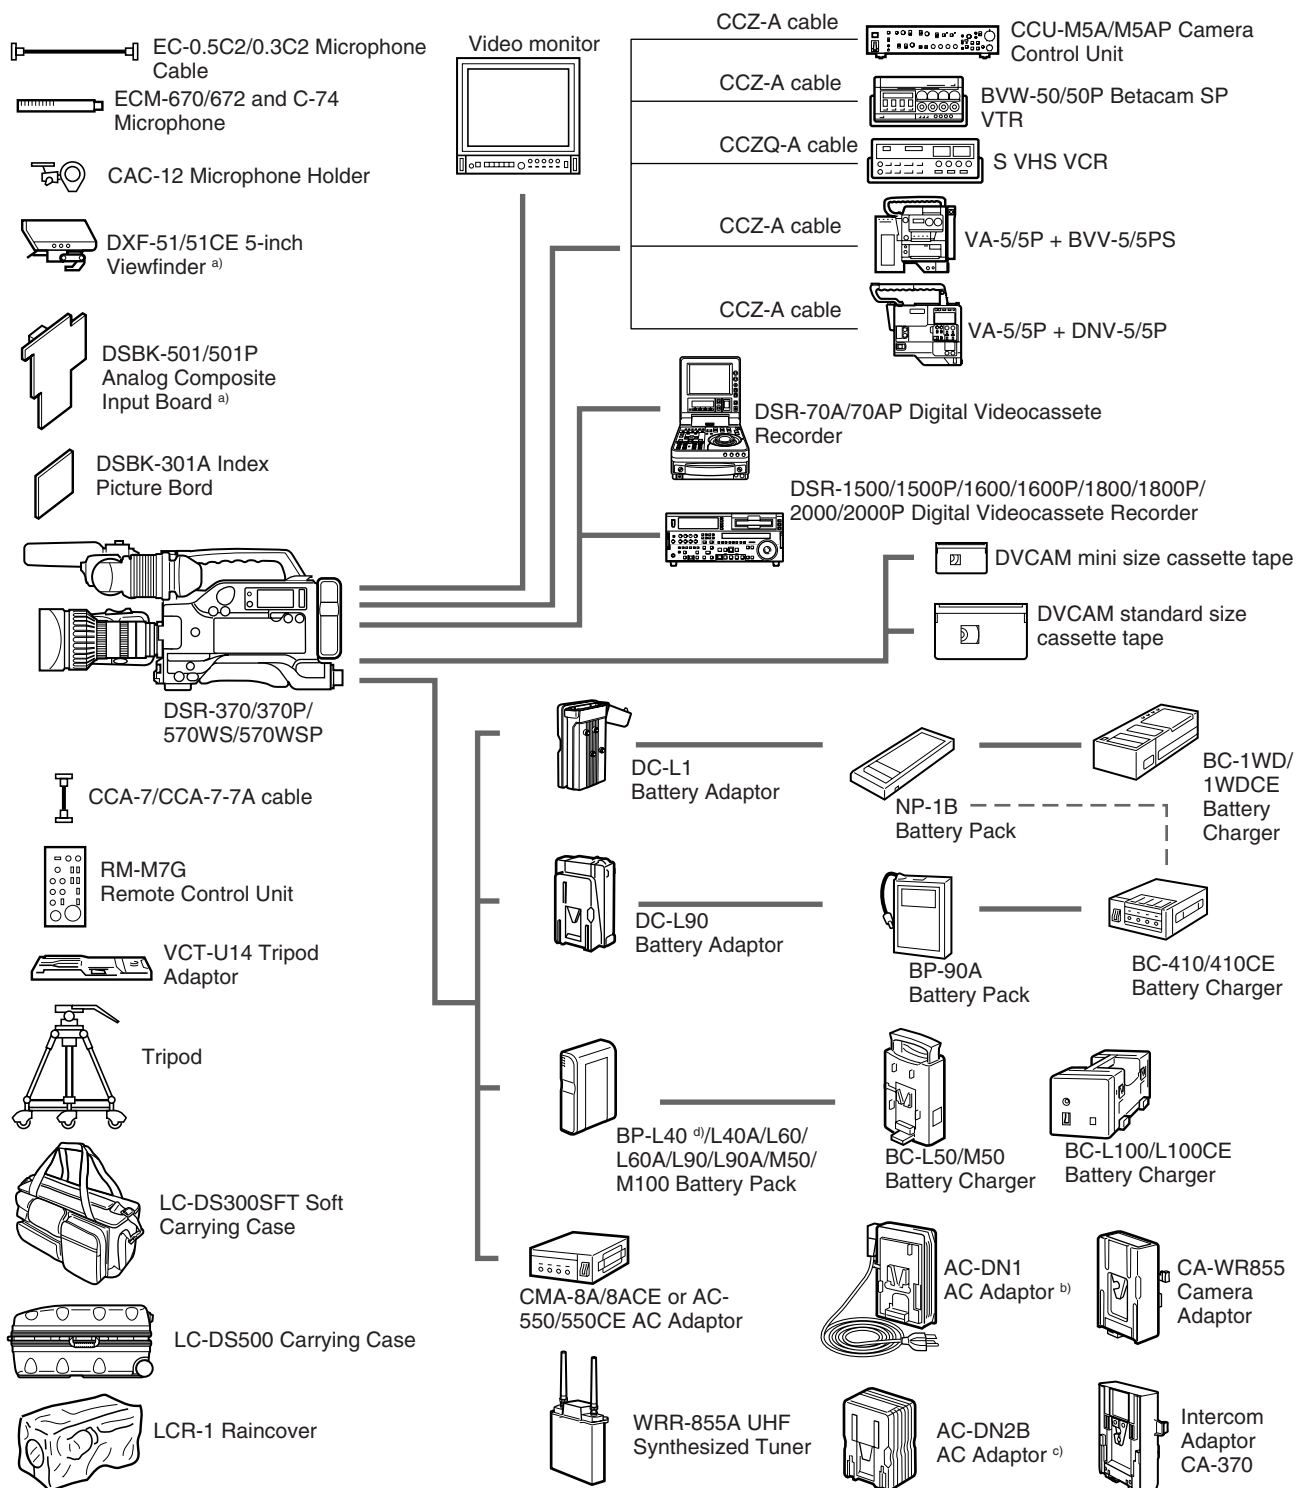 EC-0.5C2/0.3C2 Microphone
Cable
ECM-670/672 and C-74
Microphone
CAC-12 Microphone Holder
DXF-51/51CE 5-inch
Viewfinder a)
DSBK-501/501P
Analog Composite
Input Board a)
DSBK-301A Index
Picture Bord
DSR-370/370P/
570WS/570WSP
CCA-7/CCA-7-7A cable
RM-M7G
Remote Control Unit
VCT-U14 Tripod
Adaptor
Tripod
LC-DS300SFT Soft
Carrying Case
LC-DS500 Carrying Case
LCR-1 Raincover
Video monitor
CCZ-A cable
CCU-M5A/M5AP Camera
Control Unit
CCZ-A cable
BVW-50/50P Betacam SP
VTR
CCZQ-A cable
S VHS VCR
CCZ-A cable
VA-5/5P + BVV-5/5PS
CCZ-A cable
VA-5/5P + DNV-5/5P
DSR-70A/70AP Digital Videocassete
Recorder
DSR-1500/1500P/1600/1600P/1800/1800P/
2000/2000P Digital Videocassete Recorder
DVCAM mini size cassette tape
DVCAM standard size
cassette tape
DC-L1
Battery Adaptor
NP-1B
Battery Pack
BC-1WD/
1WDCE
Battery
Charger
DC-L90
Battery Adaptor
BP-90A
Battery Pack
BC-410/410CE
Battery Charger
BP-L40 d)/L40A/L60/
L60A/L90/L90A/M50/
M100 Battery Pack
BC-L50/M50
Battery Charger
BC-L100/L100CE
Battery Charger
CMA-8A/8ACE or AC-
550/550CE AC Adaptor
AC-DN1
AC Adaptor b)
CA-WR855
Camera
Adaptor
WRR-855A UHF
Synthesized Tuner
AC-DN2B
AC Adaptor c)
Intercom
Adaptor
CA-370